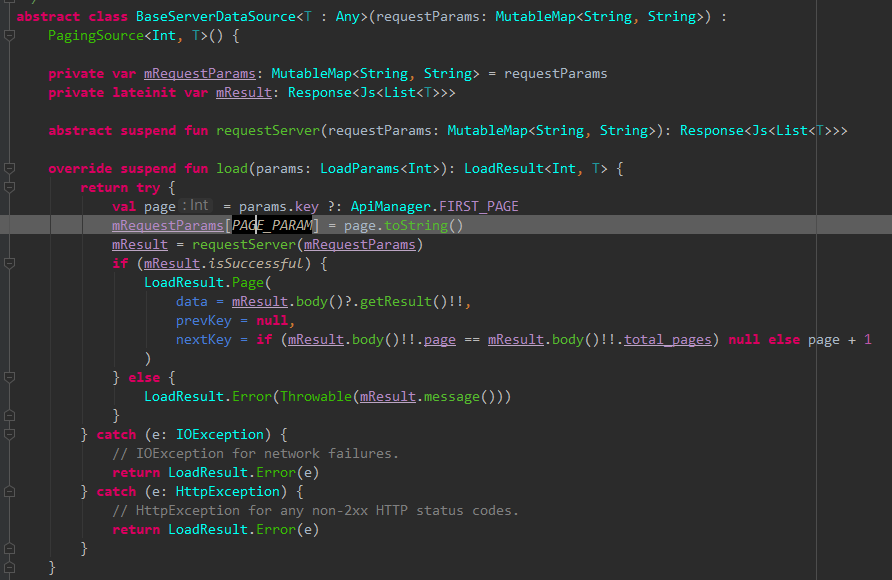 abstract class BaseServerDataSource<T : Any>(requestParams: MutableMap<String, String>) :
    PagingSource<Int, T>() {

    private var mRequestParams: MutableMap<String, String> = requestParams
    private lateinit var mResult: Response<Js<List<T>>>

    abstract suspend fun requestServer(requestParams: MutableMap<String, String>): Response<Js<List<T>>>

    override suspend fun load(params: LoadParams<Int>): LoadResult<Int, T> {
        return try {
            val page : Int = params.key ?: ApiManager.FIRST_PAGE
            mRequestParams[PAGE_PARAM] = page.toString()
            mResult = requestServer(mRequestParams)
            if (mResult.isSuccessful) {
                LoadResult.Page(
                    data = mResult.body()?.getResult()!!,
                    prevKey = null,
                    nextKey = if (mResult.body()!!.page == mResult.body()!!.total_pages) null else page + 1
                )
            } else {
                LoadResult.Error(Throwable(mResult.message()))
            }
        } catch (e: IOException) {
            // IOException for network failures.
            return LoadResult.Error(e)
        } catch (e: HttpException) {
            // HttpException for any non-2xx HTTP status codes.
            return LoadResult.Error(e)
        }
    }